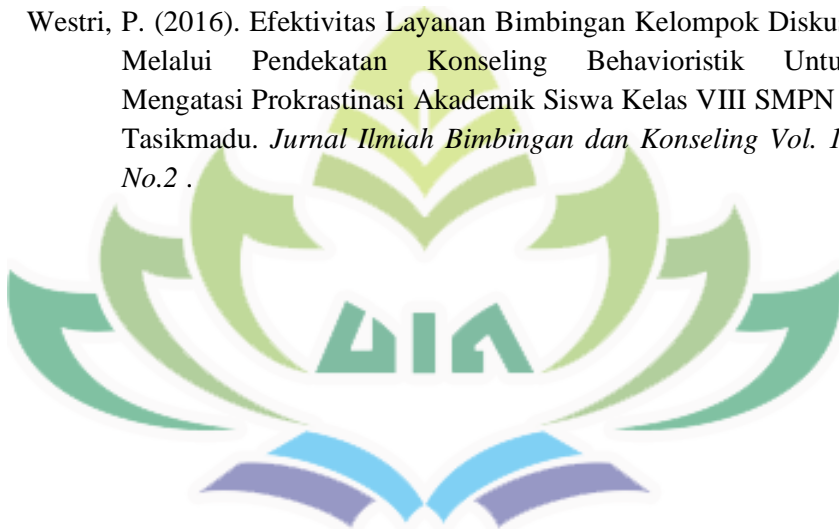 Westri, P. (2016). Efektivitas Layanan Bimbingan Kelompok Disku
Melalui Pendekatan Konseling Behavioristik Untu
Mengatasi Prokrastinasi Akademik Siswa Kelas VIII SMPN
Tasikmadu. Jurnal Ilmiah Bimbingan dan Konseling Vol. 1
No.2 .
UIN